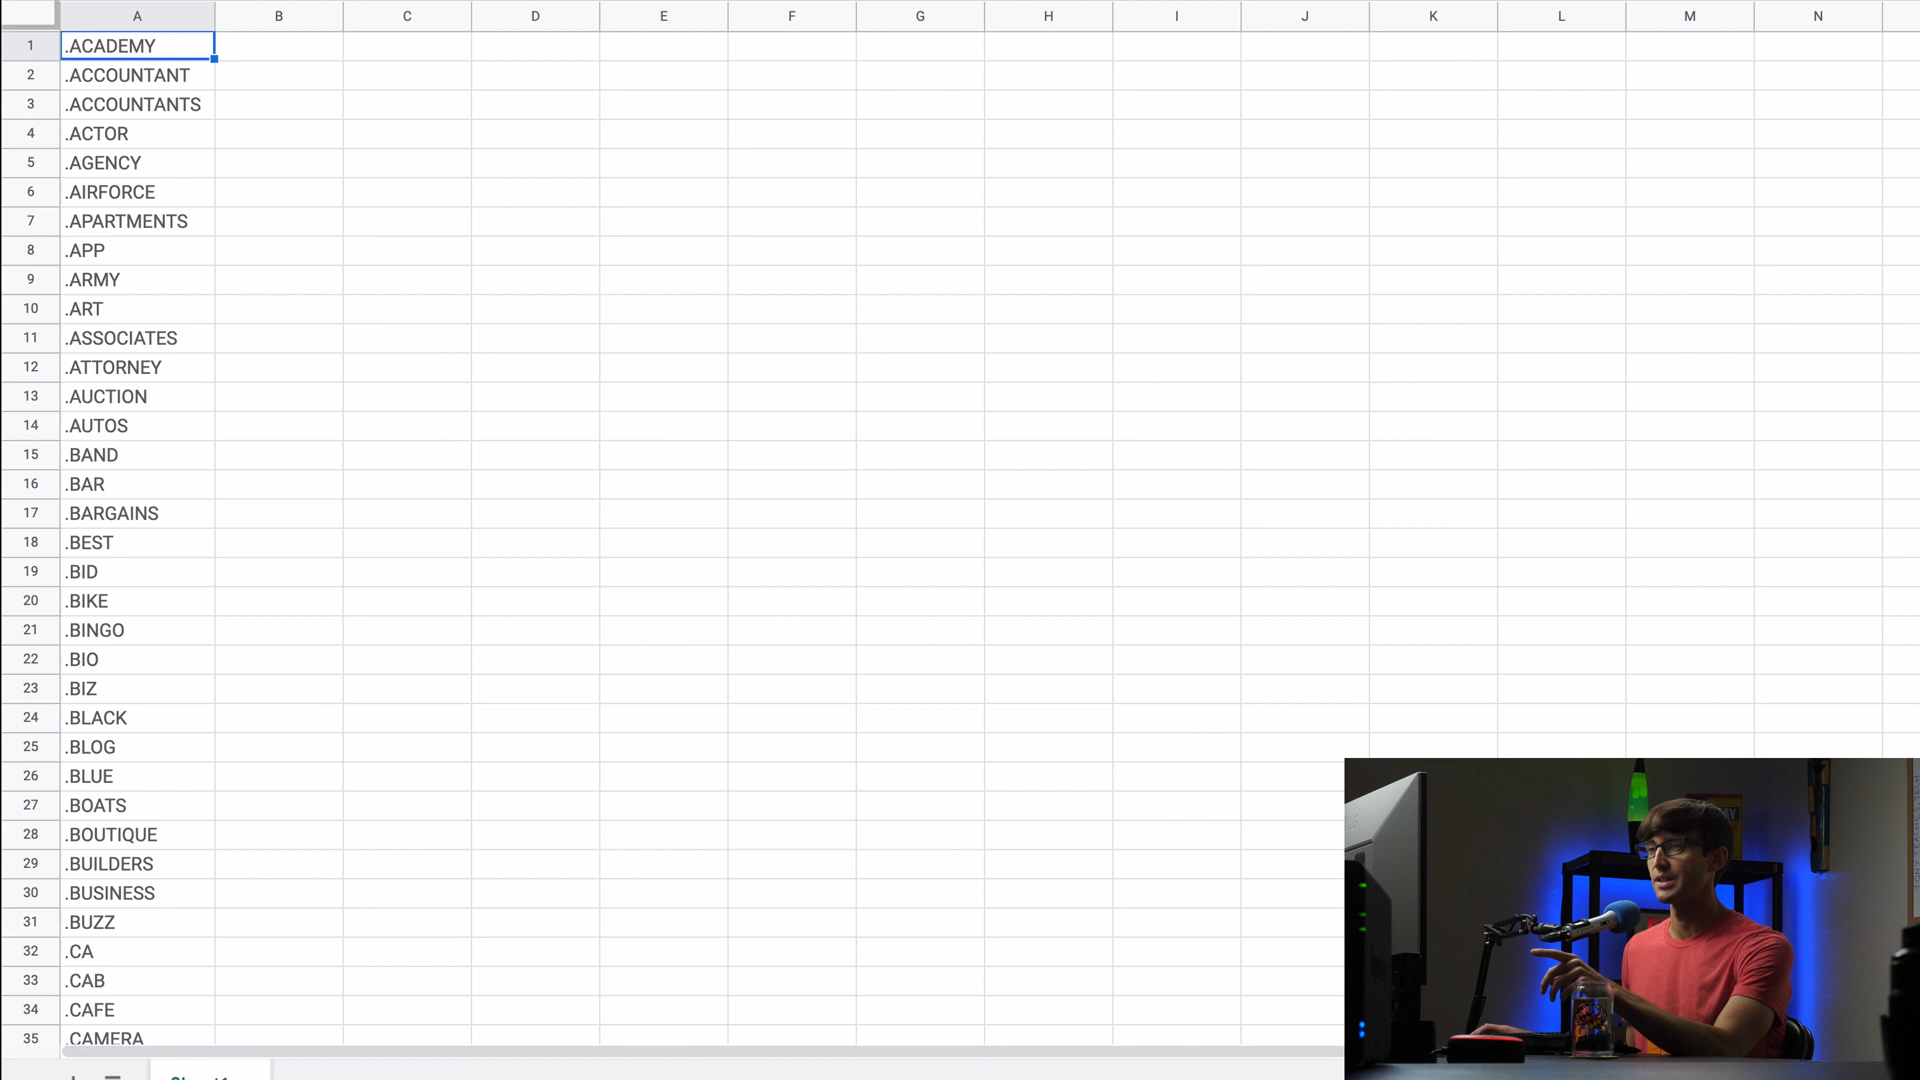 A B C D E F G H I J K L M N
1 .ACADEMY
2 .ACCOUNTANT
3 .ACCOUNTANTS
4 .ACTOR
5 .AGENCY
6 .AIRFORCE
7 .APARTMENTS
8 .APP
9 .ARMY
10 .ART
11 .ASSOCIATES
12 .ATTORNEY
13 .AUCTION
14 .AUTOS
15 .BAND
16 .BAR
17 .BARGAINS
18 .BEST
19 .BID
20 .BIKE
21 .BINGO
22 .BIO
23 .BIZ
24 .BLACK
25 .BLOG
26 .BLUE
27 .BOATS
28 .BOUTIQUE
29 .BUILDERS
30 .BUSINESS
31 .BUZZ
32 .CA
33 .CAB
34 .CAFE
35 .CAMERA